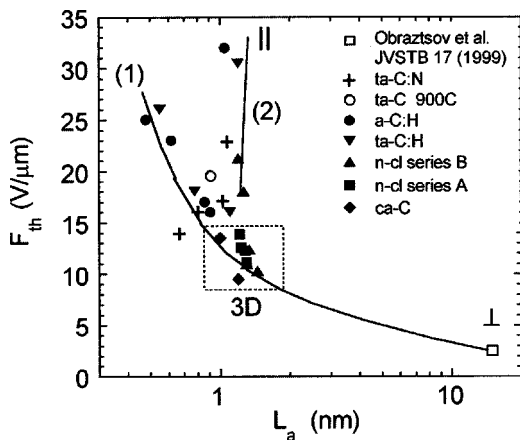 35
30
25
20
15
10
5
0
F_th (V/μm)
(1)
(2)
||
3D
⊥
Obraztsov et al.
JVSTB 17 (1999)
ta-C:N
ta-C 900C
a-C:H
ta-C:H
n-cl series B
n-cl series A
ca-C
1
10
L_a (nm)